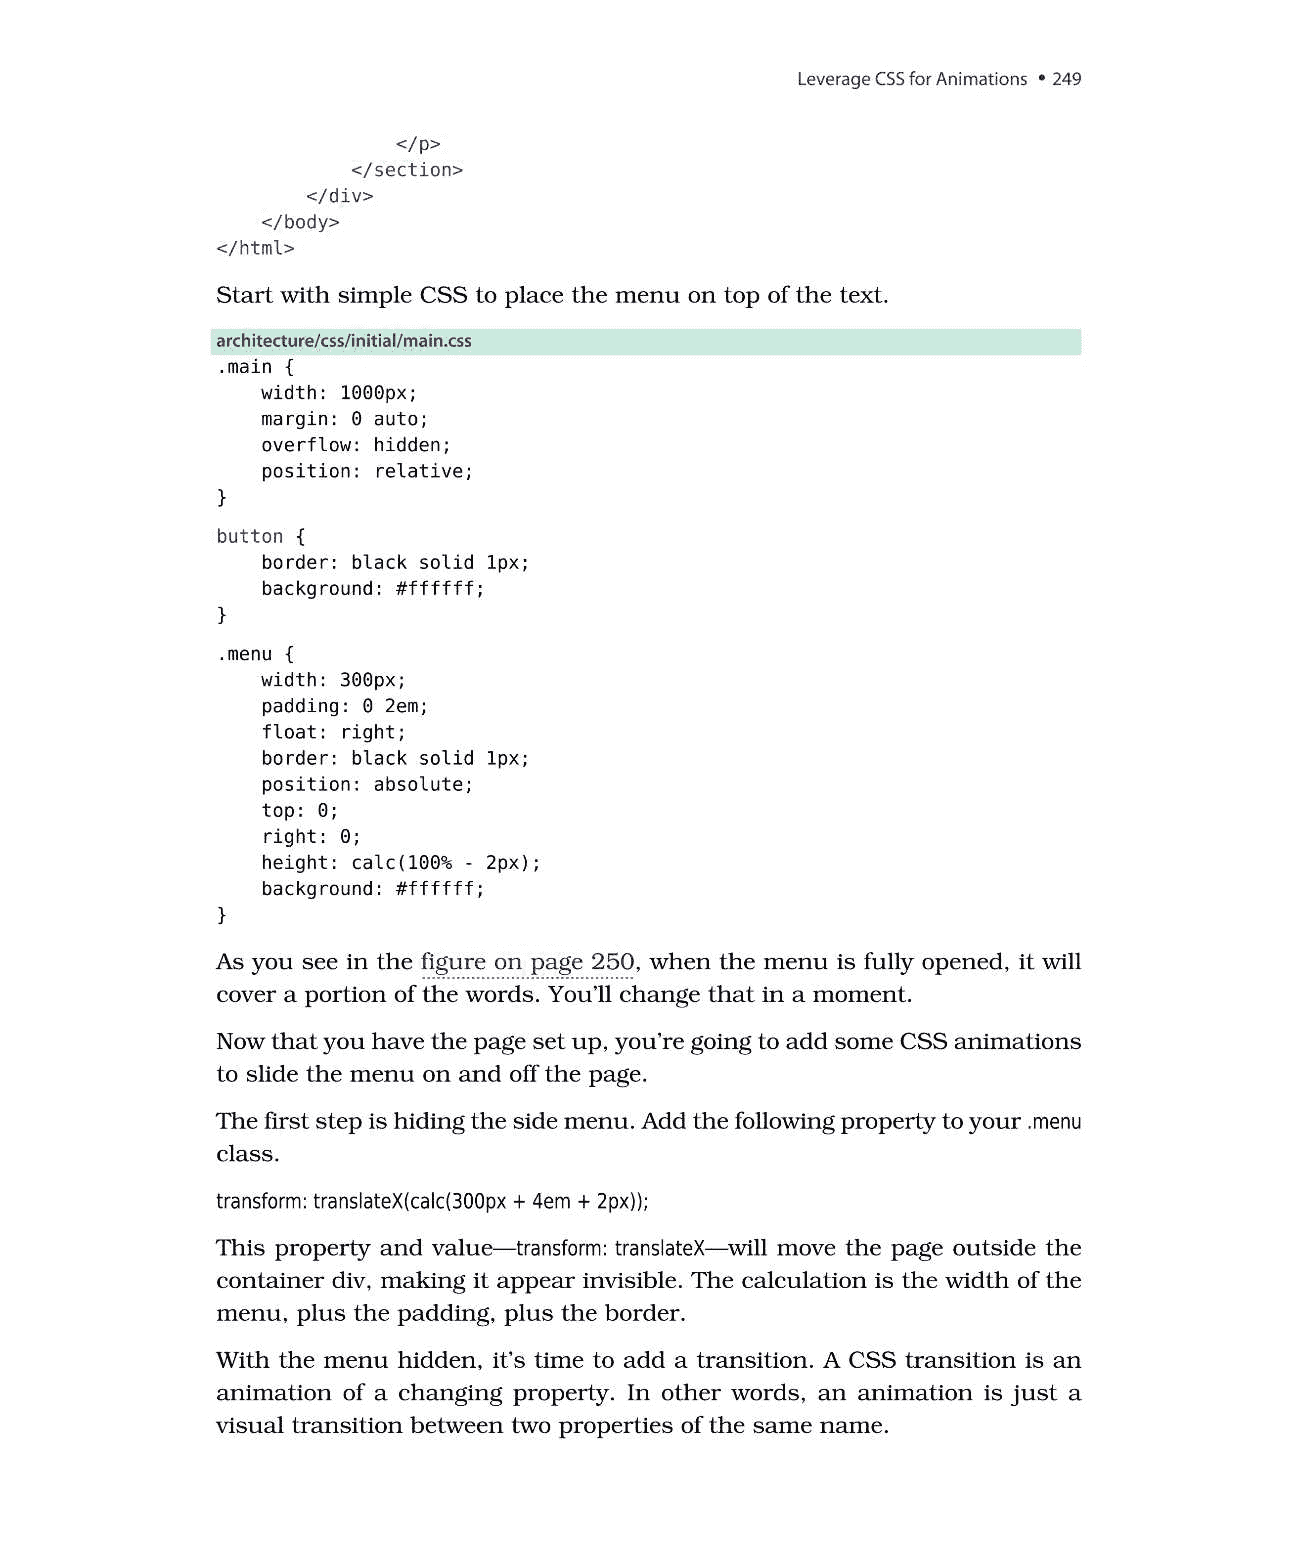 Leverage CSS for Animations • 249
                </p>
            </section>
        </div>
    </body>
</html>
Start with simple CSS to place the menu on top of the text.
architecture/css/initial/main.css
.main {
    width: 1000px;
    margin: 0 auto;
    overflow: hidden;
    position: relative;
}
button {
    border: black solid 1px;
    background: #ffffff;
}
.menu {
    width: 300px;
    padding: 0 2em;
    float: right;
    border: black solid 1px;
    position: absolute;
    top: 0;
    right: 0;
    height: calc(100% - 2px);
    background: #ffffff;
}
As you see in the figure on page 250, when the menu is fully opened, it will
cover a portion of the words. You’ll change that in a moment.
Now that you have the page set up, you’re going to add some CSS animations
to slide the menu on and off the page.
The first step is hiding the side menu. Add the following property to your .menu
class.
transform: translateX(calc(300px + 4em + 2px));
This property and value—transform: translateX—will move the page outside the
container div, making it appear invisible. The calculation is the width of the
menu, plus the padding, plus the border.
With the menu hidden, it’s time to add a transition. A CSS transition is an
animation of a changing property. In other words, an animation is just a
visual transition between two properties of the same name.